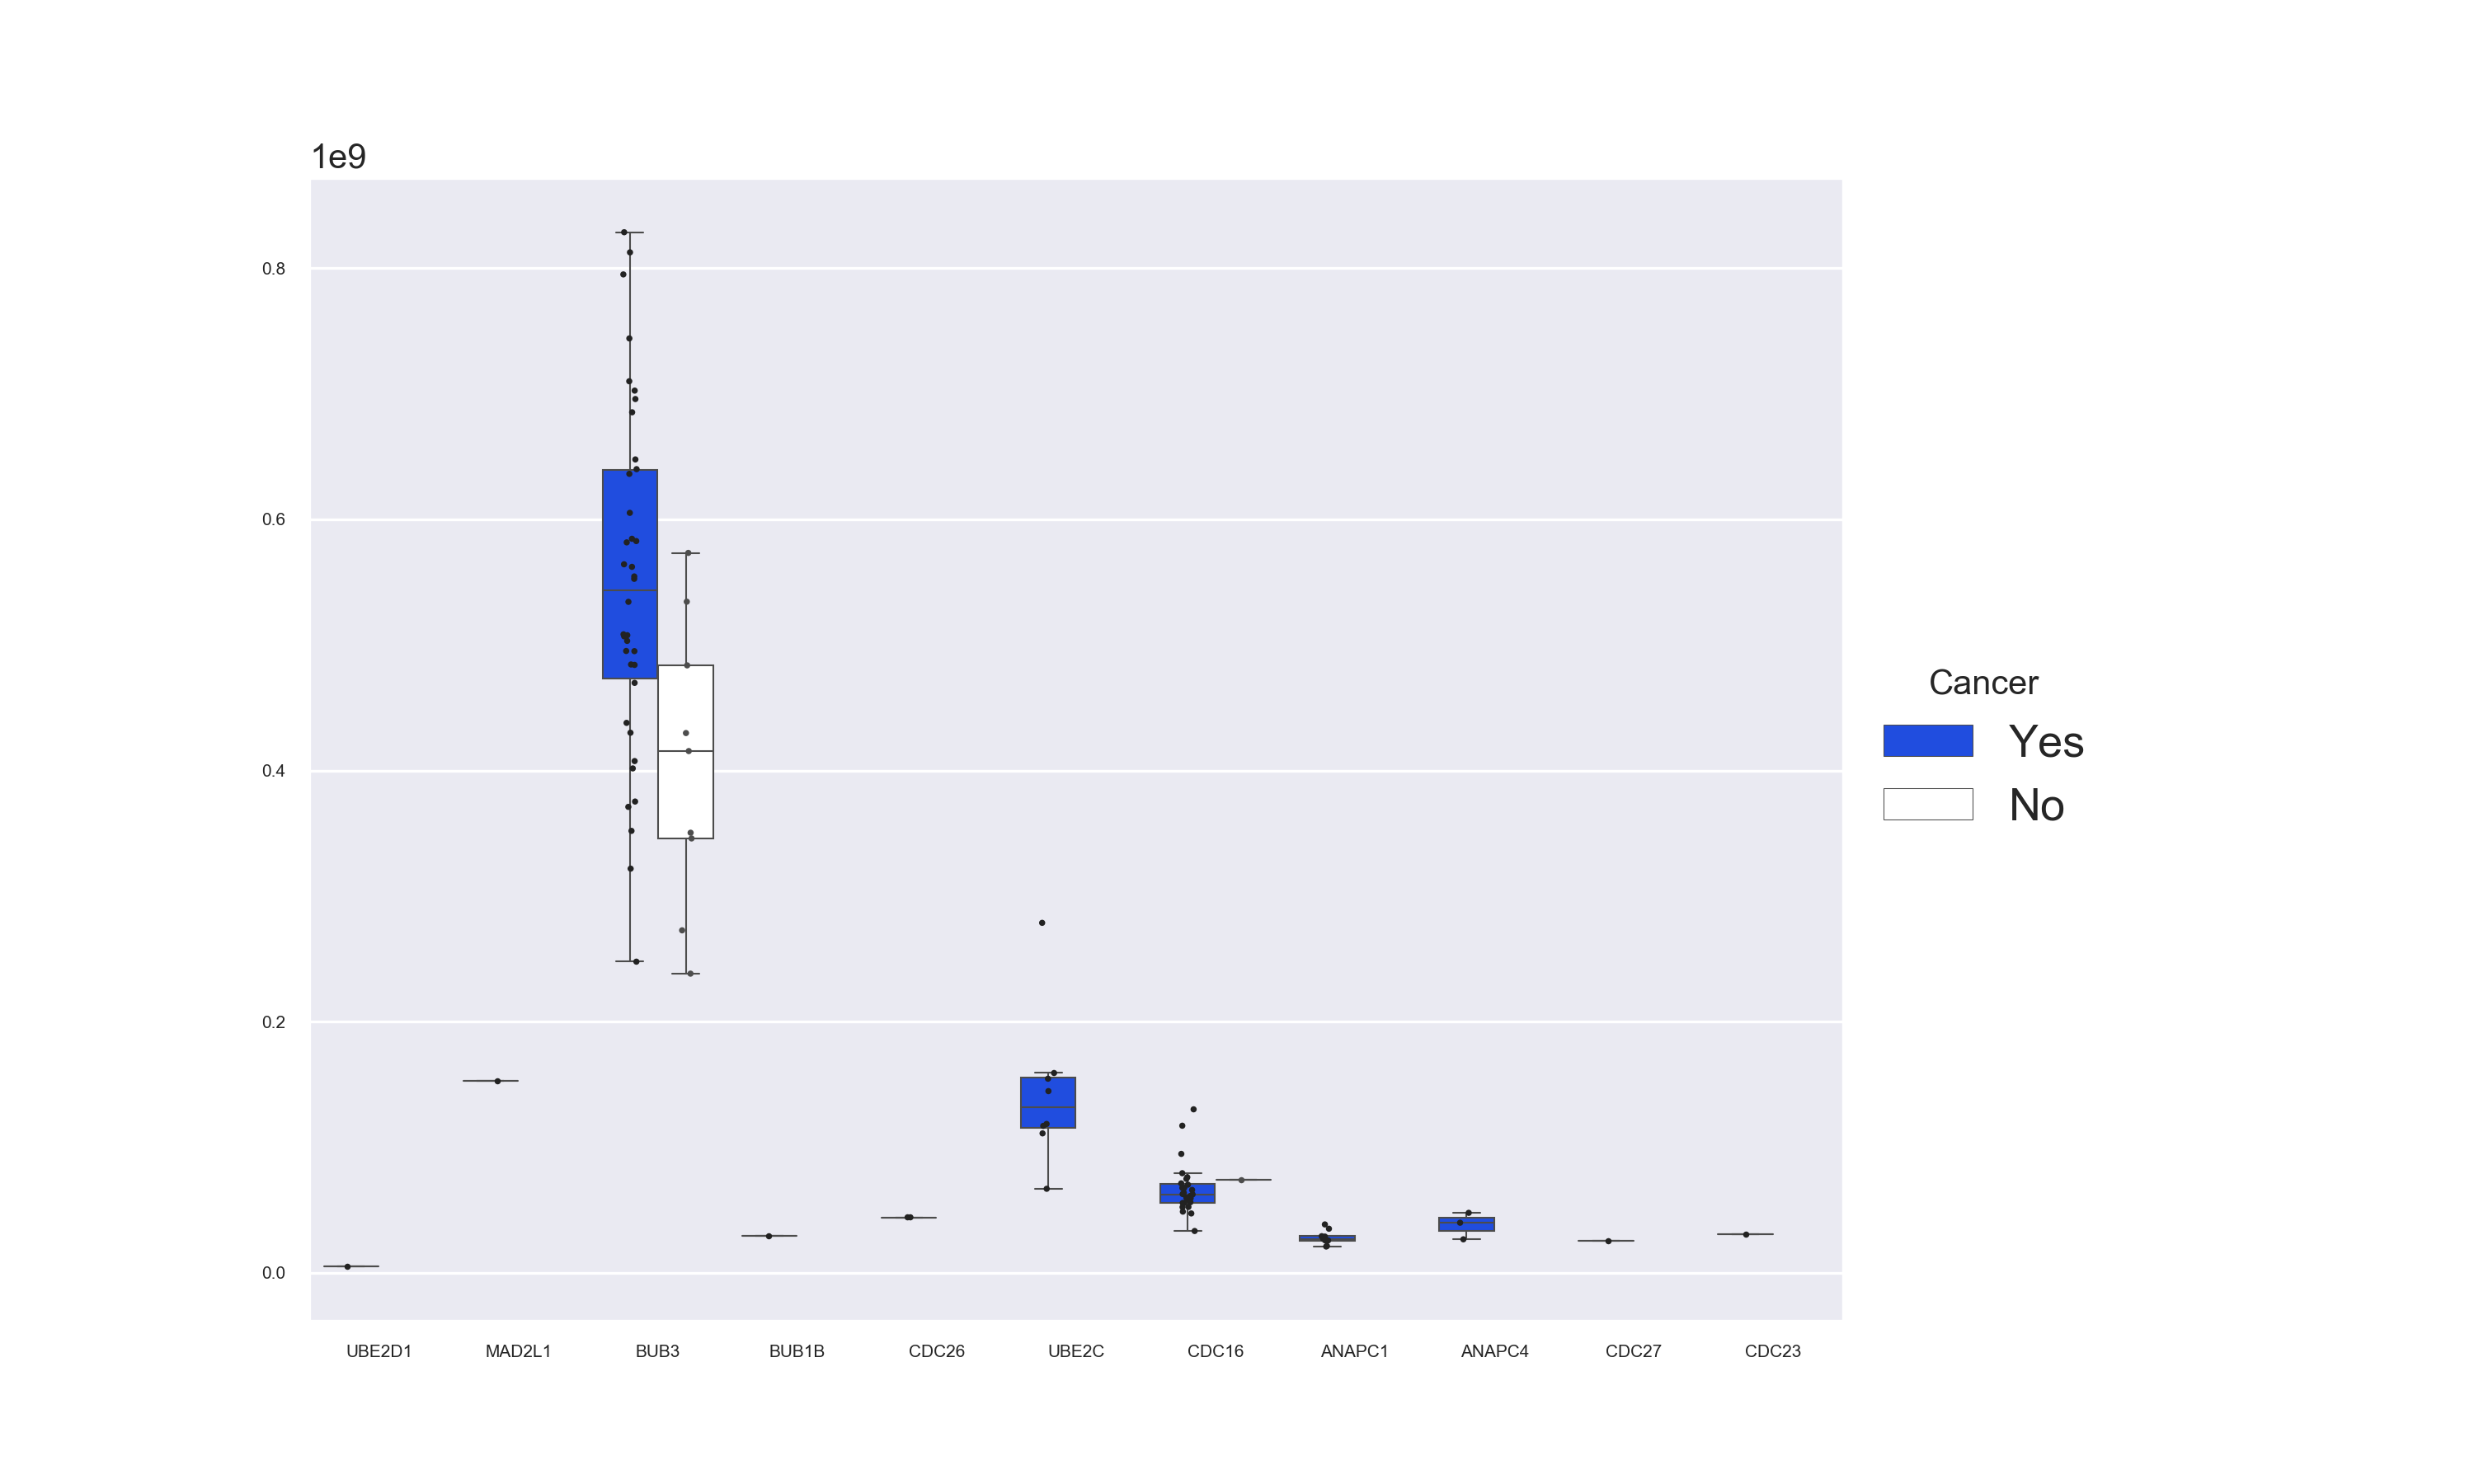 1e9
0.8
0.6
0.4
0.2
0.0
UBE2D1 MAD2L1 BUB3 BUB1B CDC26 UBE2C CDC16 ANAPC1 ANAPC4 CDC27 CDC23
Cancer
Yes
No